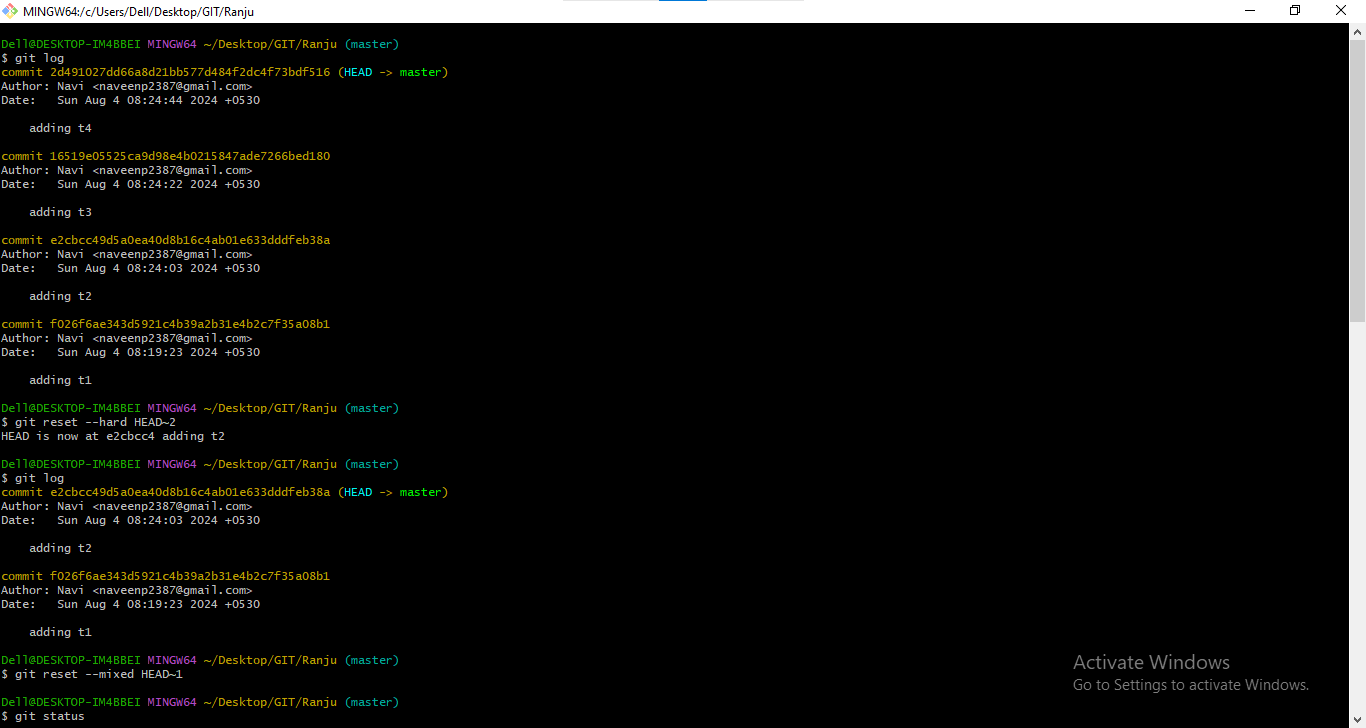 MINGW64:/c/Users/Dell/Desktop/GIT/Ranju
Dell@DESKTOP-IM4BBEI MINGW64 ~/Desktop/GIT/Ranju (master)
$ git log
commit 2d491027dd66a8d21bb577d484f2dc4f73bdf516 (HEAD -> master)
Author: Navi <naveenp2387@gmail.com>
Date:   Sun Aug 4 08:24:44 2024 +0530
    adding t4
commit 16519e05525ca9d98e4b0215847ade7266bed180
Author: Navi <naveenp2387@gmail.com>
Date:   Sun Aug 4 08:24:22 2024 +0530
    adding t3
commit e2cbcc49d5a0ea40d8b16c4ab01e633dddfeb38a
Author: Navi <naveenp2387@gmail.com>
Date:   Sun Aug 4 08:24:03 2024 +0530
    adding t2
commit f026f6ae343d5921c4b39a2b31e4b2c7f35a08b1
Author: Navi <naveenp2387@gmail.com>
Date:   Sun Aug 4 08:19:23 2024 +0530
    adding t1
Dell@DESKTOP-IM4BBEI MINGW64 ~/Desktop/GIT/Ranju (master)
$ git reset --hard HEAD~2
HEAD is now at e2cbcc4 adding t2
Dell@DESKTOP-IM4BBEI MINGW64 ~/Desktop/GIT/Ranju (master)
$ git log
commit e2cbcc49d5a0ea40d8b16c4ab01e633dddfeb38a (HEAD -> master)
Author: Navi <naveenp2387@gmail.com>
Date:   Sun Aug 4 08:24:03 2024 +0530
    adding t2
commit f026f6ae343d5921c4b39a2b31e4b2c7f35a08b1
Author: Navi <naveenp2387@gmail.com>
Date:   Sun Aug 4 08:19:23 2024 +0530
    adding t1
Dell@DESKTOP-IM4BBEI MINGW64 ~/Desktop/GIT/Ranju (master)
$ git reset --mixed HEAD~1
Dell@DESKTOP-IM4BBEI MINGW64 ~/Desktop/GIT/Ranju (master)
$ git status
Activate Windows
Go to Settings to activate Windows.